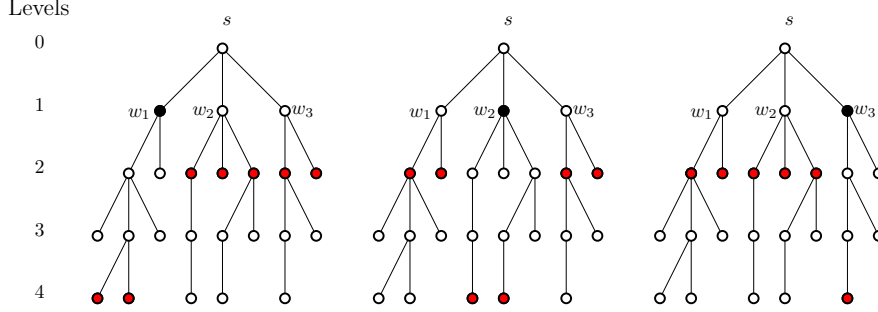 Levels
s s s
0
1 w₁ w₂ w₃ w₁ w₂ w₃ w₁ w₂ w₃
2
3
4